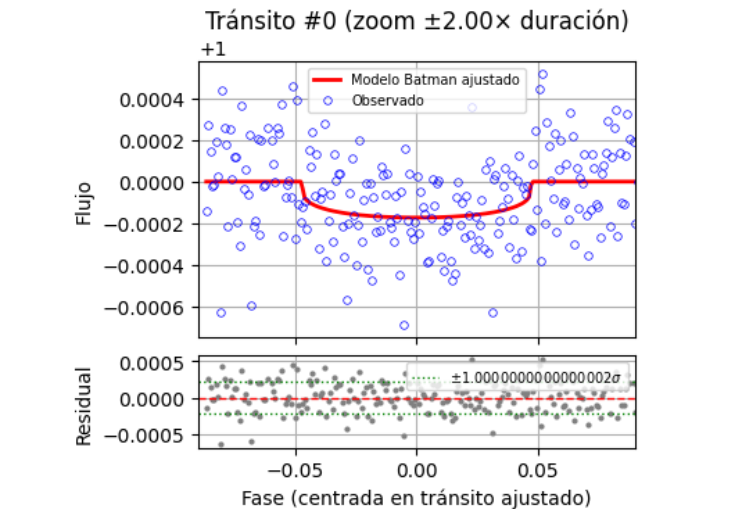 Tránsito #0 (zoom ±2.00× duración)
+1
Modelo Batman ajustado
Observado
0.0004
0.0002
0.0000
−0.0002
−0.0004
−0.0006
Flujo
±1.0000000000000002σ
0.0005
0.0000
−0.0005
Residual
−0.05 0.00 0.05
Fase (centrada en tránsito ajustado)